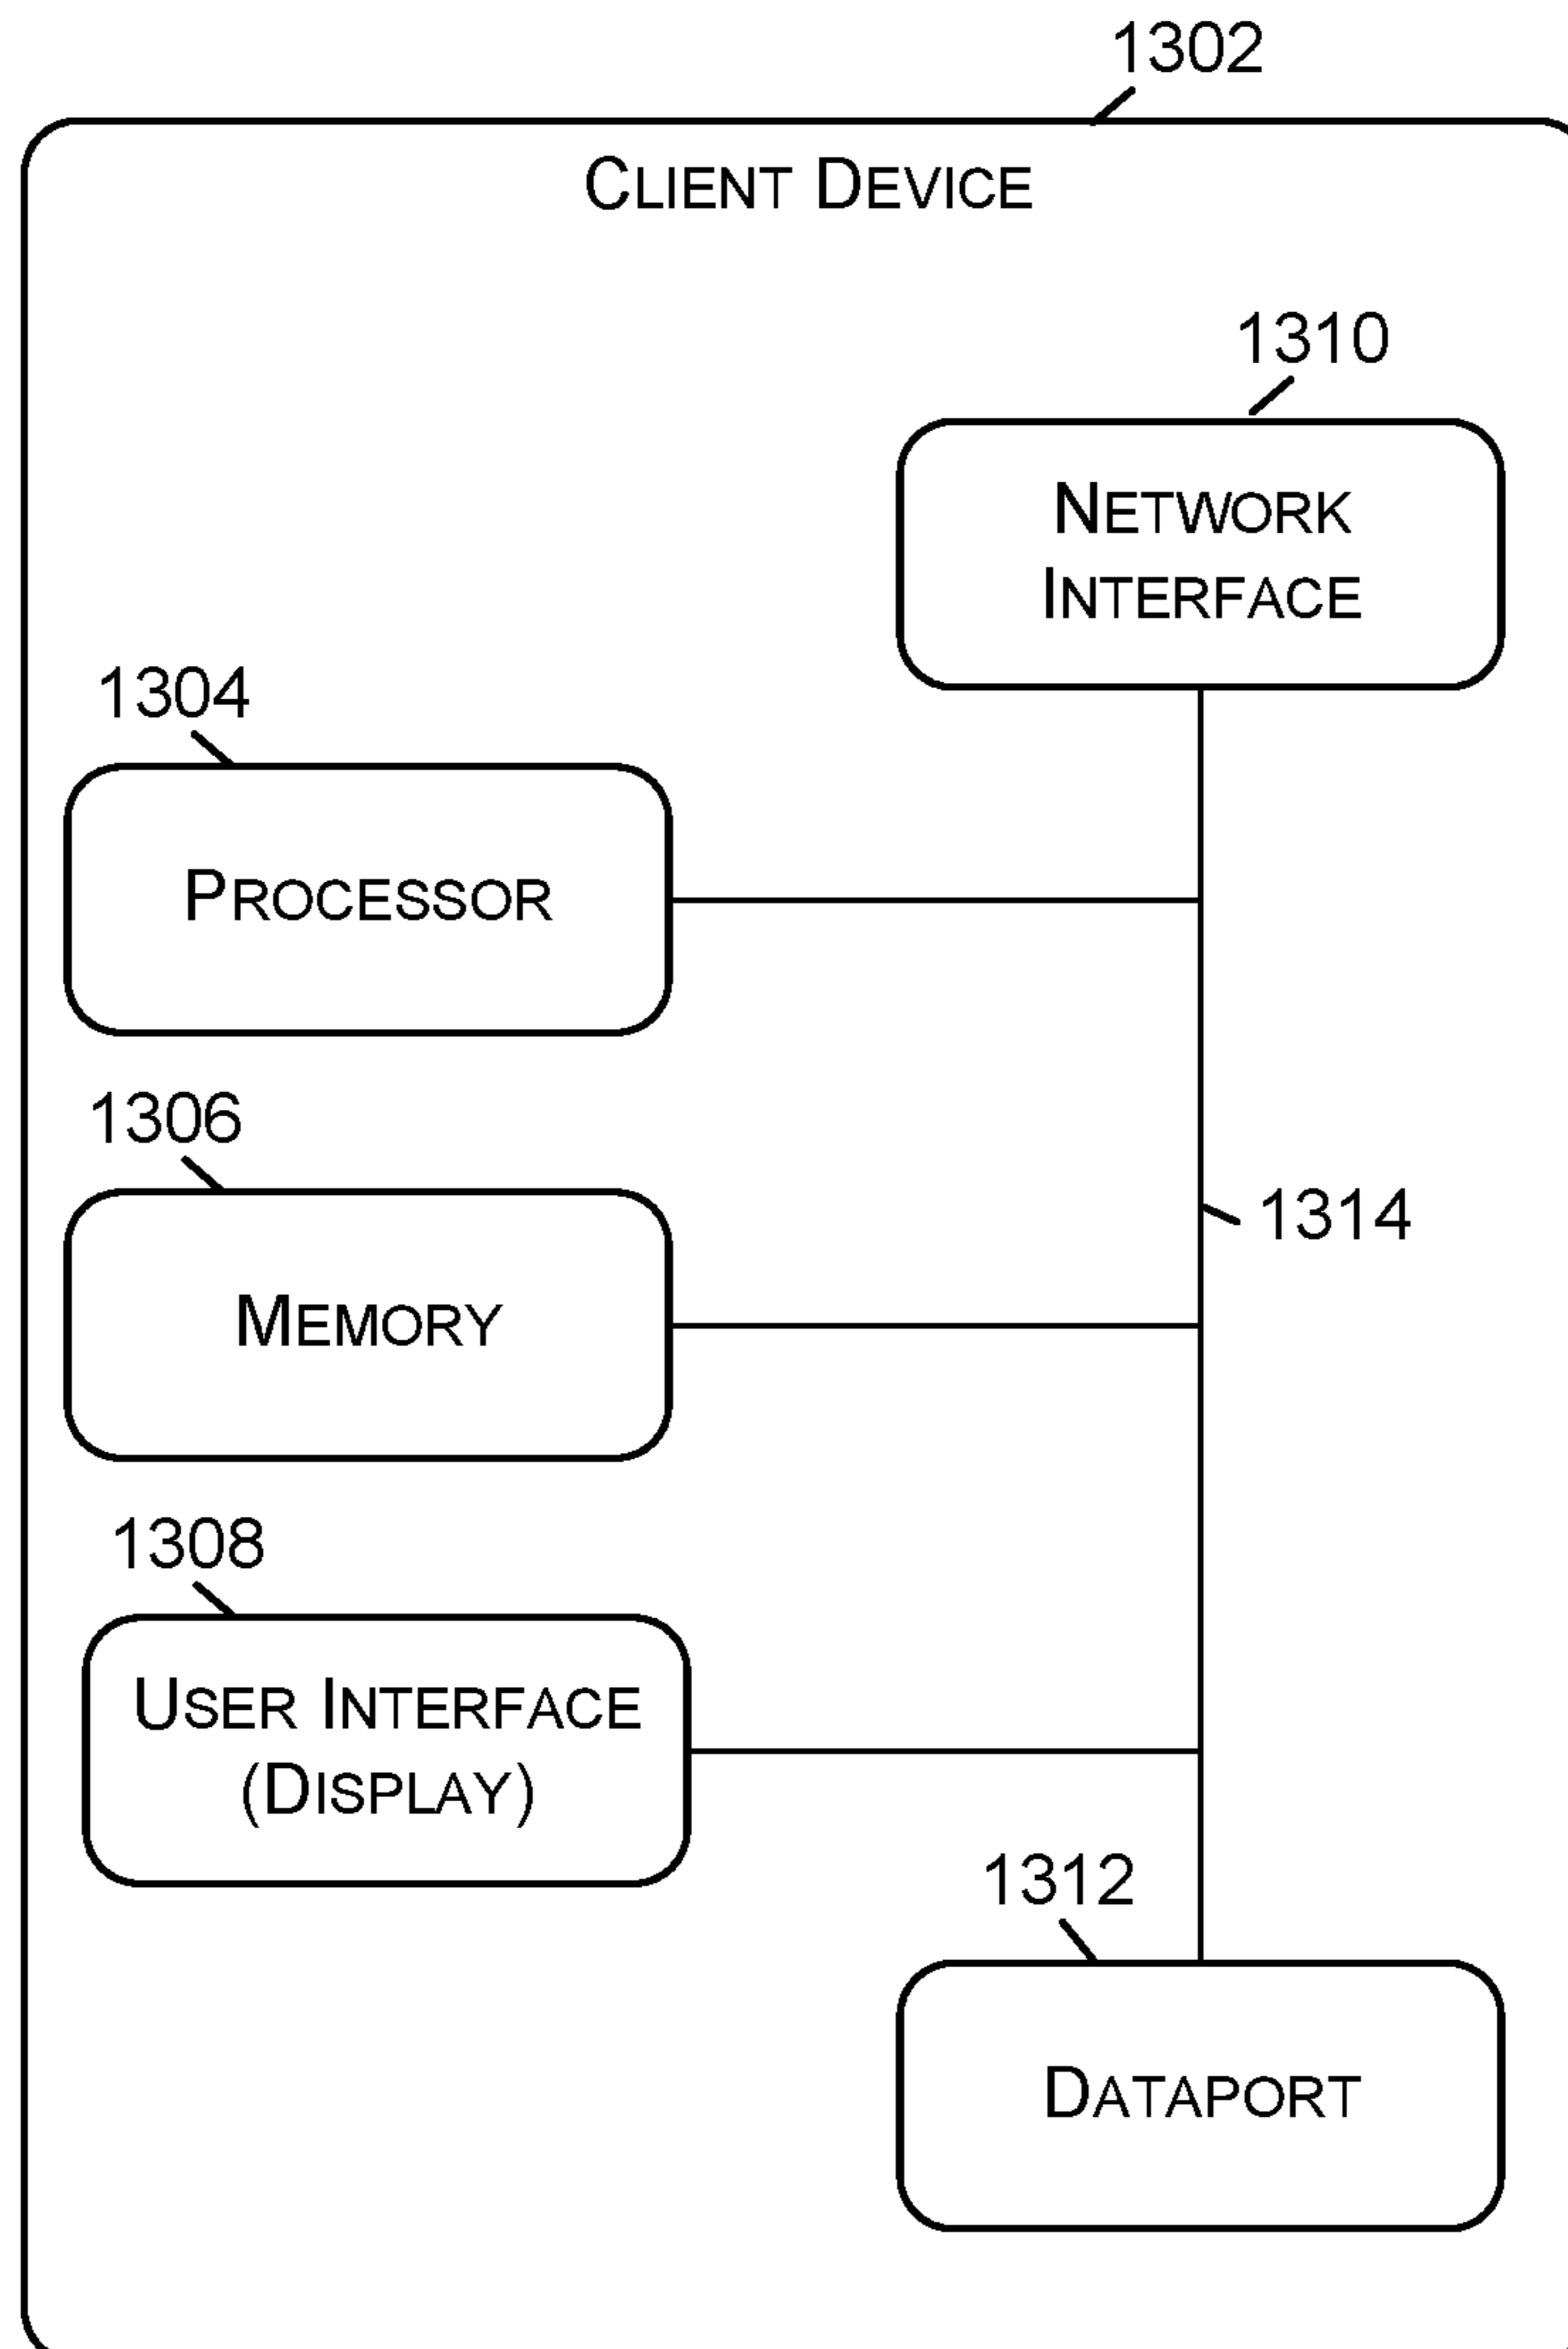 1302
CLIENT DEVICE
1310
NETWORK
INTERFACE
1304
PROCESSOR
1306
1314
MEMORY
1308
USER INTERFACE
(DISPLAY)
1312
DATAPORT